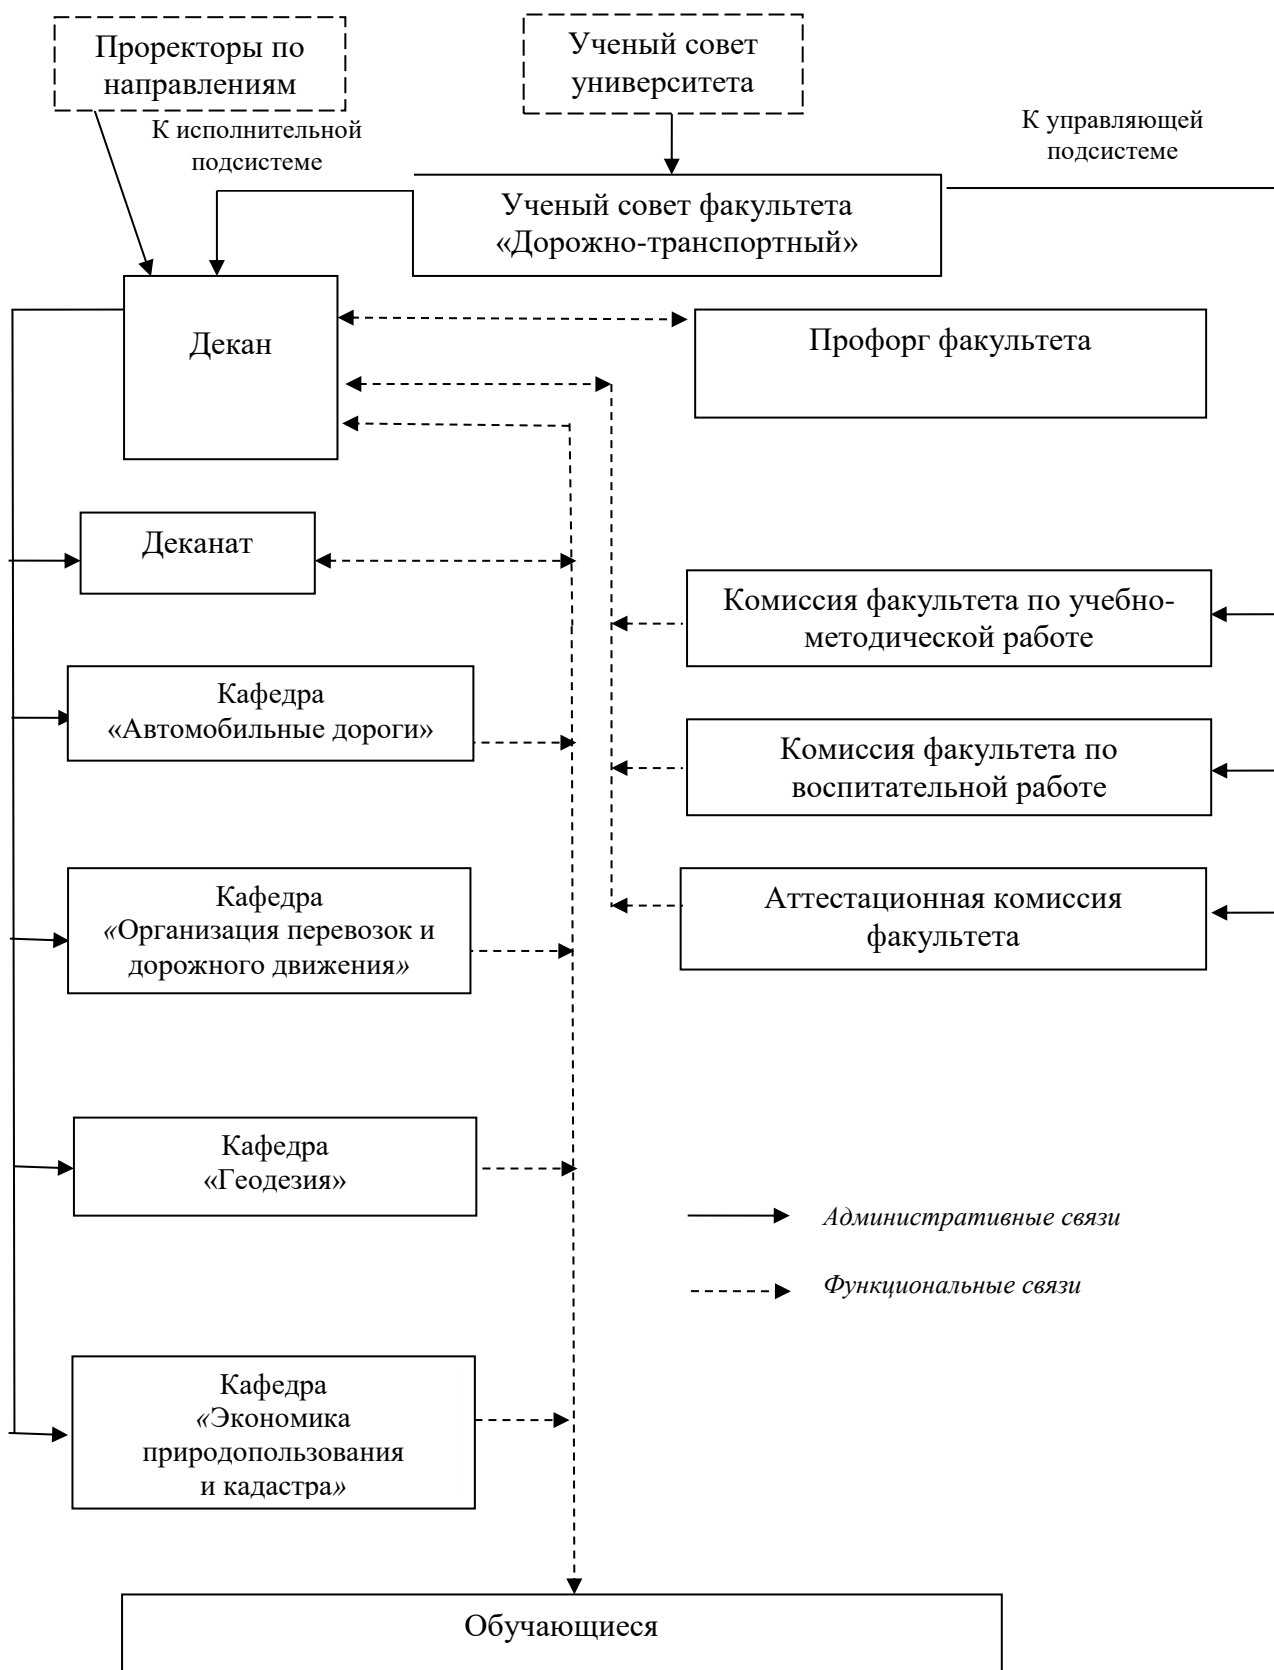 Проректоры по
направлениям
Ученый совет
университета
К исполнительной
подсистеме
К управляющей
подсистеме
Ученый совет факультета
«Дорожно-транспортный»
Декан
Профорг факультета
Деканат
Комиссия факультета по учебно-
методической работе
Кафедра
«Автомобильные дороги»
Комиссия факультета по
воспитательной работе
Кафедра
«Организация перевозок и
дорожного движения»
Аттестационная комиссия
факультета
Кафедра
«Геодезия»
Административные связи
Функциональные связи
Кафедра
«Экономика
природопользования
и кадастра»
Обучающиеся